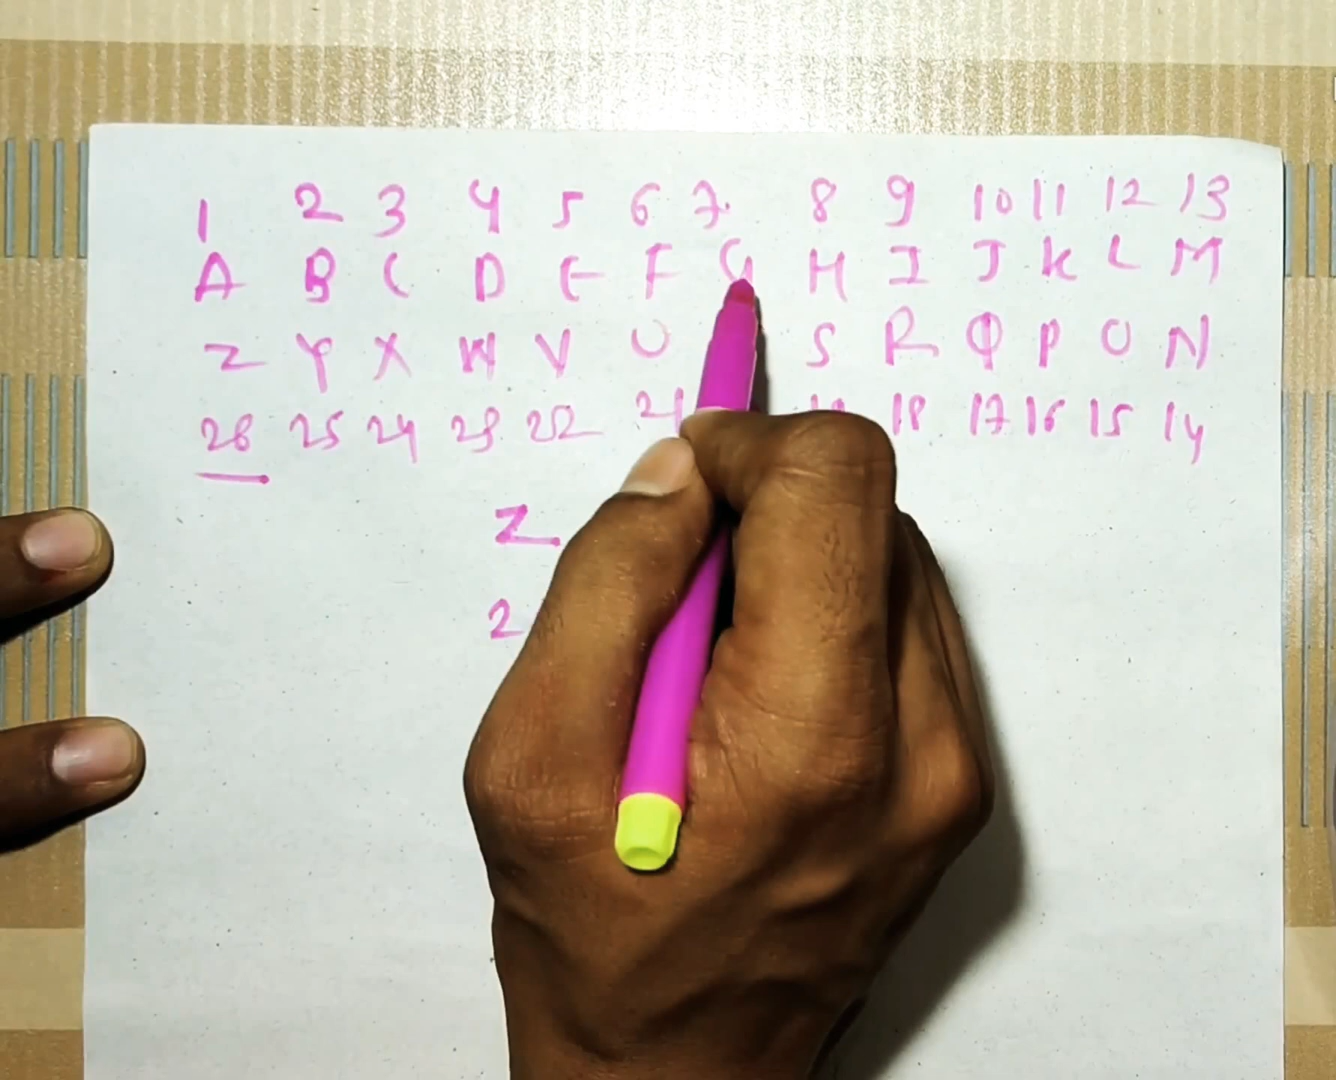 1 2 3 4 5 6 7 8 9 10 11 12 13
A B C D E F G H I J K L M
Z Y X W V U S R Q P O N
26 25 24 23 22 21 18 17 16 15 14
Z
2